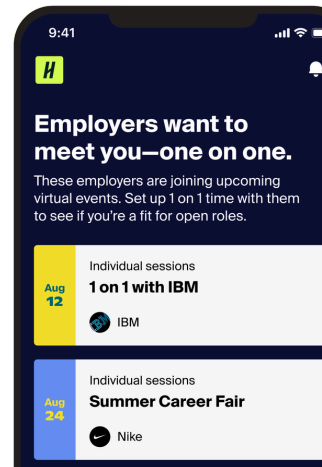 9:41
H
Employers want to
meet you—one on one.
These employers are joining upcoming
virtual events. Set up 1 on 1 time with them
to see if you're a fit for open roles.
Individual sessions
Aug
12
1 on 1 with IBM
IBM
IBM
Individual sessions
Aug
24
Summer Career Fair
Nike